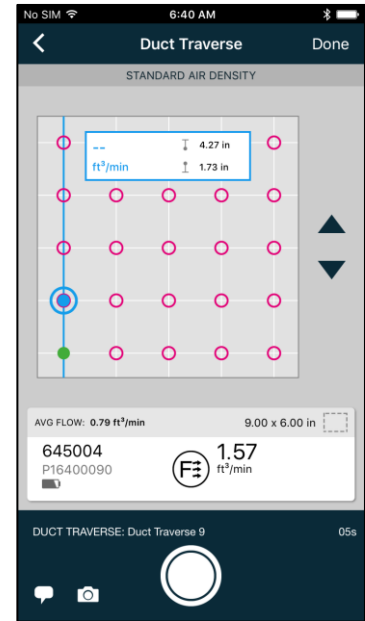 No SIM 6:40 AM
Duct Traverse Done
STANDARD AIR DENSITY
-- 4.27 in
ft³/min 1.73 in
AVG FLOW: 0.79 ft³/min 9.00 x 6.00 in
645004 1.57
P16400090 F ft³/min
DUCT TRAVERSE: Duct Traverse 9 05s